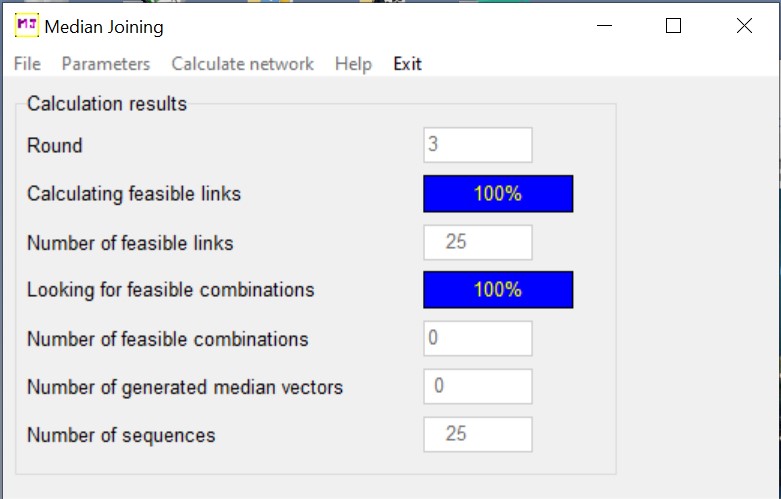 MJ Median Joining
File Parameters Calculate network Help Exit
Calculation results
Round 3
Calculating feasible links 100%
Number of feasible links 25
Looking for feasible combinations 100%
Number of feasible combinations 0
Number of generated median vectors 0
Number of sequences 25